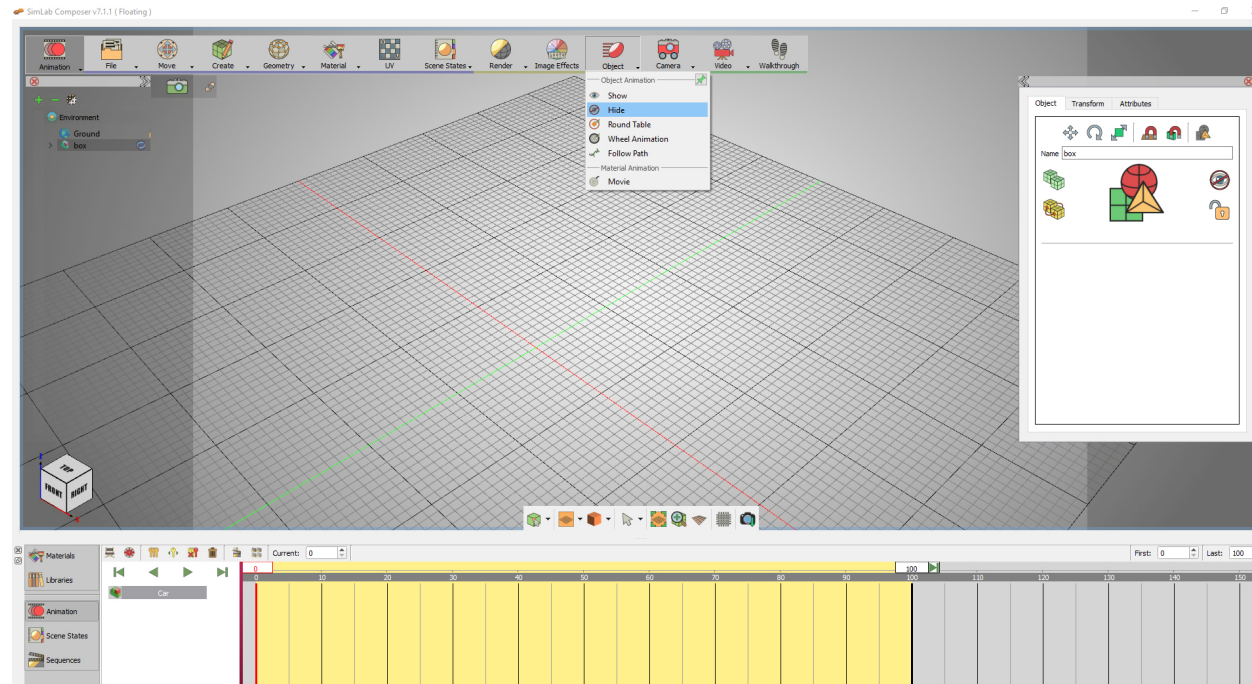 SimLab Composer v7.1.1 ( Floating )
Animation File Move Create Geometry Material UV Scene States Render Image Effects Object Camera Video Walkthrough
Object Animation
Show
Hide
Round Table
Wheel Animation
Follow Path
Material Animation
Movie
Environment
Ground
box
Object Transform Attributes
Name box
TOP
FRONT RIGHT
Materials
Libraries
Animation
Scene States
Sequences
Current: 0
First: 0 Last: 100
0 100
0 10 20 30 40 50 60 70 80 90 100 110 120 130 140 150
Car